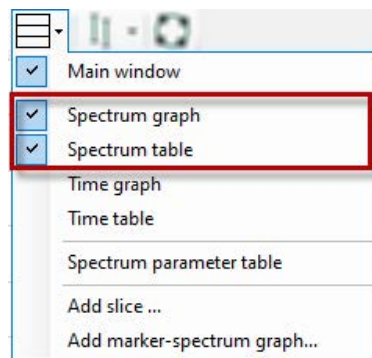 Main window
Spectrum graph
Spectrum table
Time graph
Time table
Spectrum parameter table
Add slice ...
Add marker-spectrum graph...